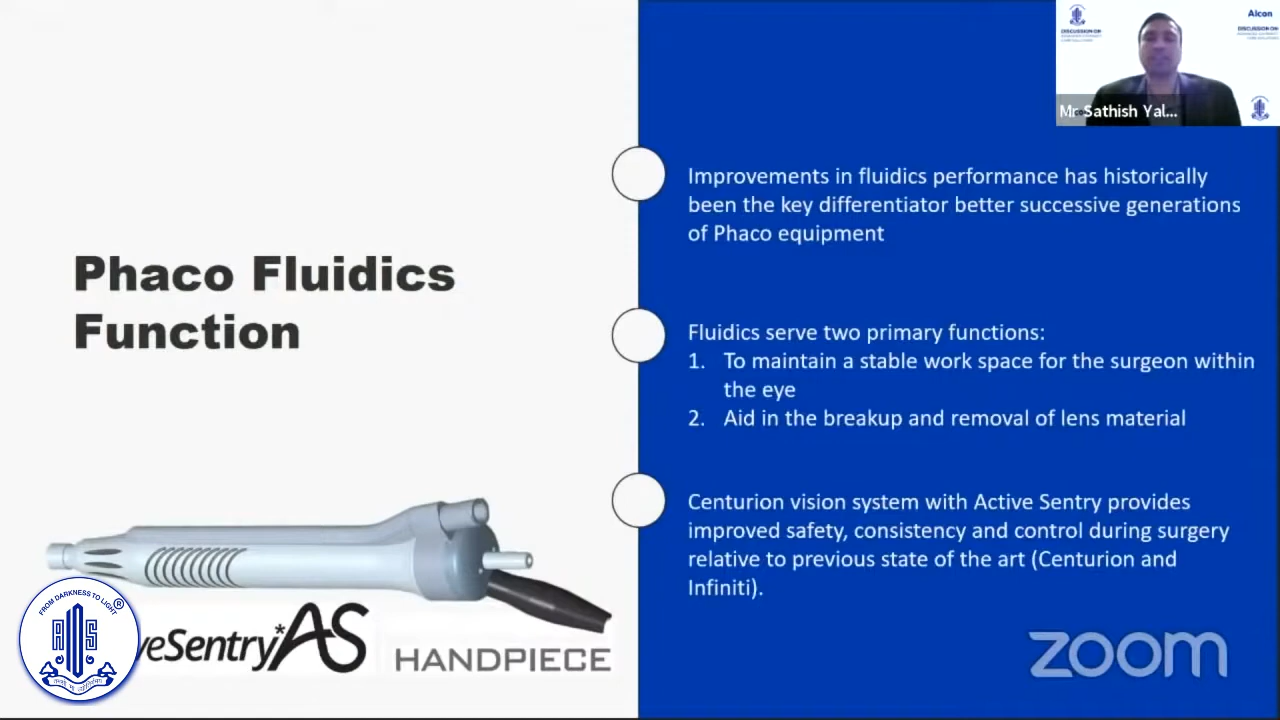 Alcon
DISCUSSION ON
DISCUSSION ON
Mr Sathish Yal...
Phaco Fluidics
Function
Improvements in fluidics performance has historically
been the key differentiator better successive generations
of Phaco equipment
Fluidics serve two primary functions:
1. To maintain a stable work space for the surgeon within
the eye
2. Aid in the breakup and removal of lens material
Centurion vision system with Active Sentry provides
improved safety, consistency and control during surgery
relative to previous state of the art (Centurion and
Infiniti).
FROM DARKNESS TO LIGHT
®
veSentry*AS
HANDPIECE
zoom